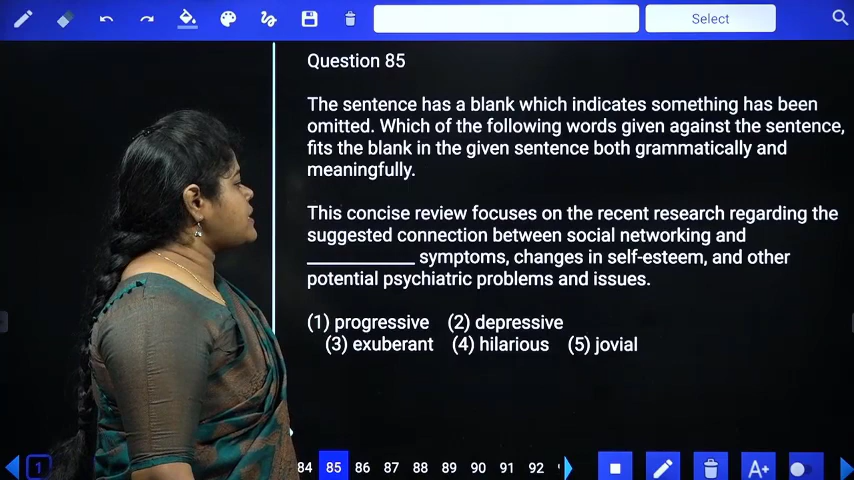 Select
Question 85
The sentence has a blank which indicates something has been
omitted. Which of the following words given against the sentence,
fits the blank in the given sentence both grammatically and
meaningfully.
This concise review focuses on the recent research regarding the
suggested connection between social networking and
___________ symptoms, changes in self-esteem, and other
potential psychiatric problems and issues.
(1) progressive (2) depressive
(3) exuberant (4) hilarious (5) jovial
1 84 85 86 87 88 89 90 91 92 A+